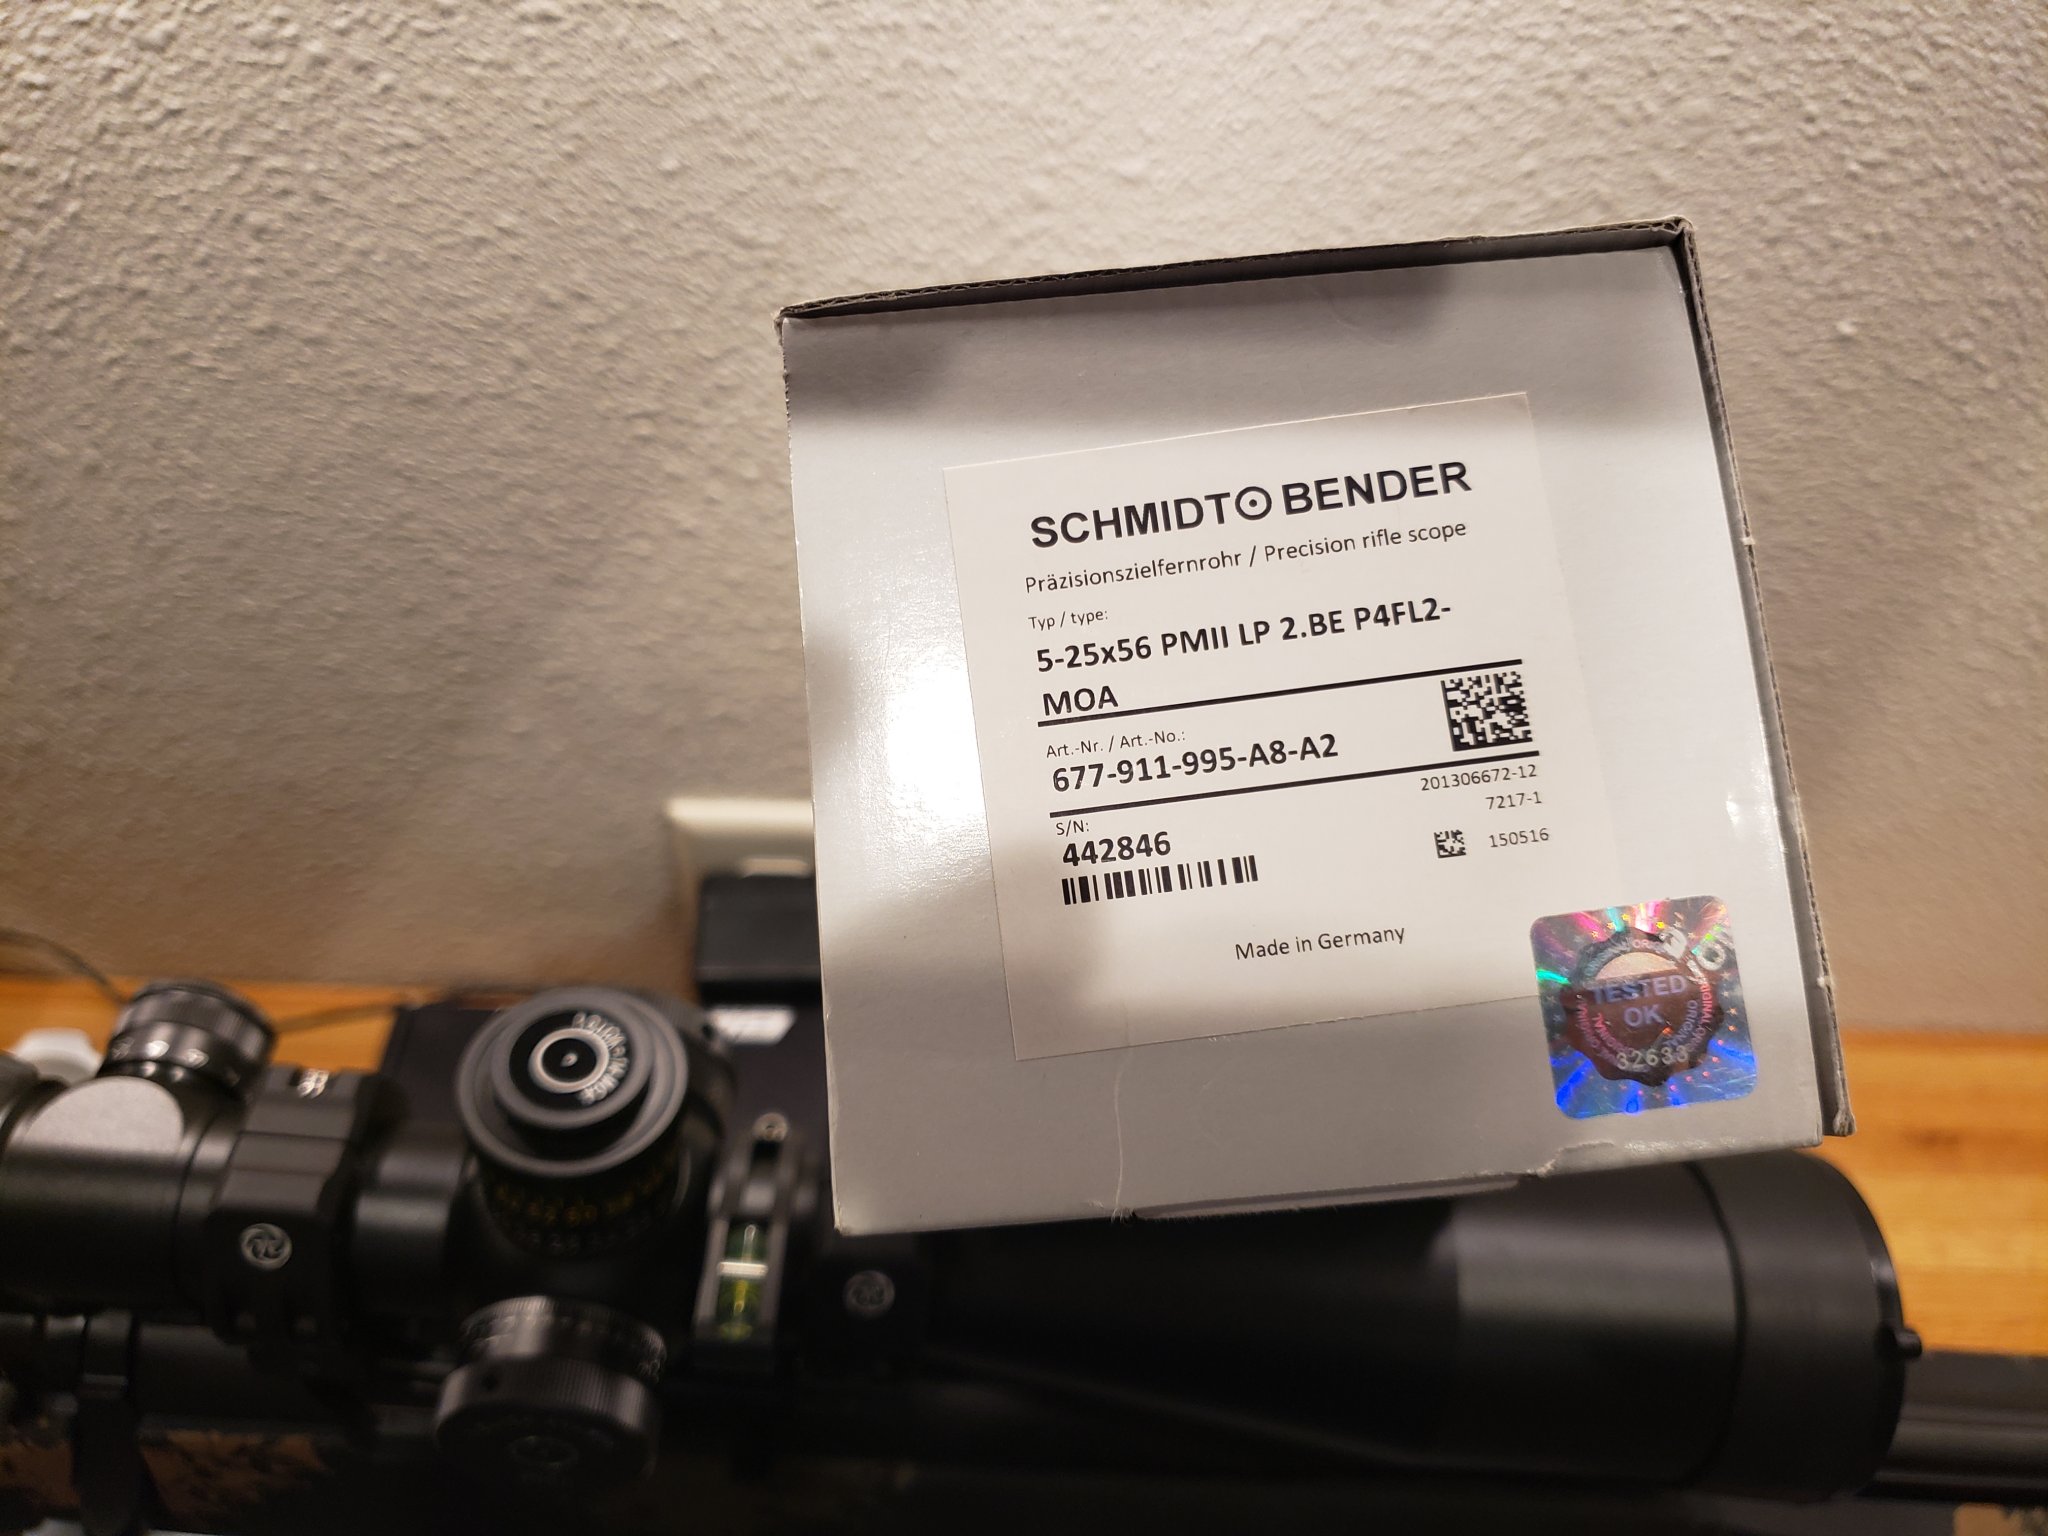 SCHMIDT BENDER
Präzisionszielfernrohr / Precision rifle scope
Typ / type:
5-25x56 PMII LP 2.BE P4FL2-
MOA
Art.-Nr. / Art.-No.:
677-911-995-A8-A2
201306672-12
7217-1
S/N:
442846
150516
Made in Germany
TESTED
OK
32633